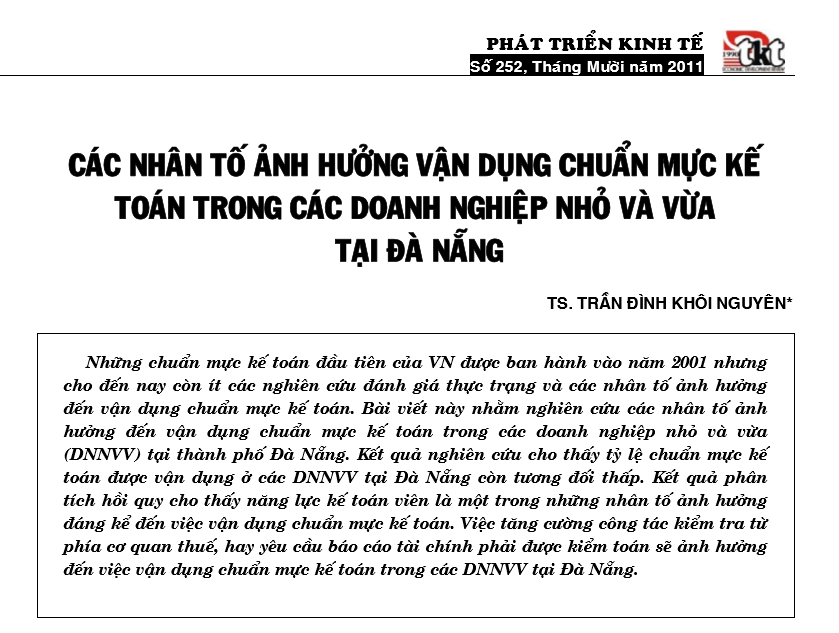 PHÁT TRIỂN KINH TẾ
Số 252, Tháng Mười năm 2011
1990
tkt
CÁC NHÂN TỐ ẢNH HƯỞNG VẬN DỤNG CHUẨN MỰC KẾ
TOÁN TRONG CÁC DOANH NGHIỆP NHỎ VÀ VỪA
TẠI ĐÀ NẴNG
TS. TRẦN ĐÌNH KHÔI NGUYÊN*
Những chuẩn mực kế toán đầu tiên của VN được ban hành vào năm 2001 nhưng
cho đến nay còn ít các nghiên cứu đánh giá thực trạng và các nhân tố ảnh hưởng
đến vận dụng chuẩn mực kế toán. Bài viết này nhằm nghiên cứu các nhân tố ảnh
hưởng đến vận dụng chuẩn mực kế toán trong các doanh nghiệp nhỏ và vừa
(DNNVV) tại thành phố Đà Nẵng. Kết quả nghiên cứu cho thấy tỷ lệ chuẩn mực kế
toán được vận dụng ở các DNNVV tại Đà Nẵng còn tương đối thấp. Kết quả phân
tích hồi quy cho thấy năng lực kế toán viên là một trong những nhân tố ảnh hưởng
đáng kể đến việc vận dụng chuẩn mực kế toán. Việc tăng cường công tác kiểm tra từ
phía cơ quan thuế, hay yêu cầu báo cáo tài chính phải được kiểm toán sẽ ảnh hưởng
đến việc vận dụng chuẩn mực kế toán trong các DNNVV tại Đà Nẵng.